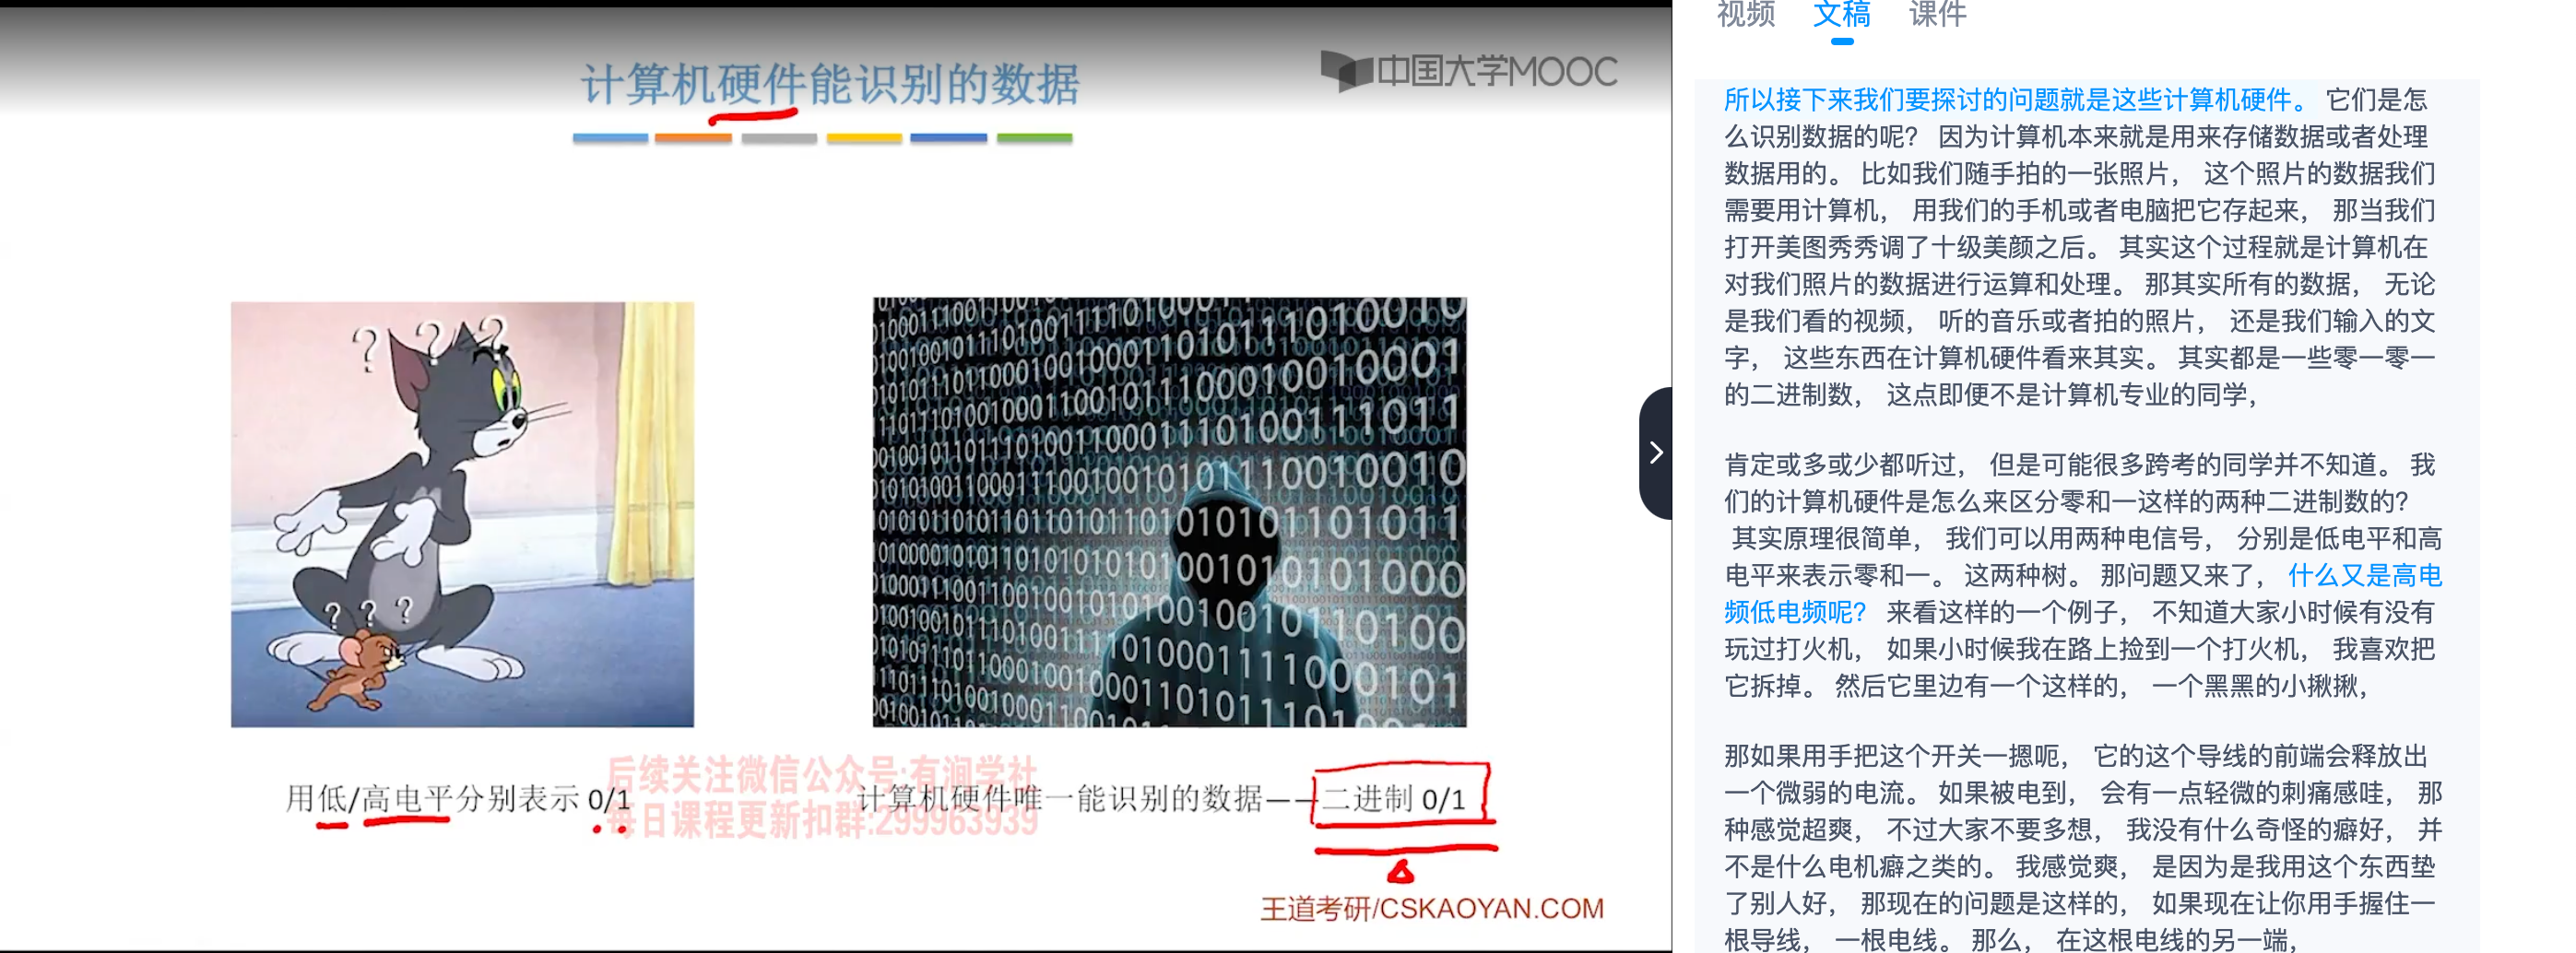 计算机硬件能识别的数据
中国大学MOOC
? ? ?
? ? ?
用低/高电平分别表示 0/1
计算机硬件唯一能识别的数据——二进制 0/1
后续关注微信公众号:有涧学社
每日课程更新扣群:299963939
王道考研/CSKAOYAN.COM
视频 文稿 课件
所以接下来我们要探讨的问题就是这些计算机硬件。 它们是怎
么识别数据的呢? 因为计算机本来就是用来存储数据或者处理
数据用的。 比如我们随手拍的一张照片, 这个照片的数据我们
需要用计算机, 用我们的手机或者电脑把它存起来, 那当我们
打开美图秀秀调了十级美颜之后。 其实这个过程就是计算机在
对我们照片的数据进行运算和处理。 那其实所有的数据, 无论
是我们看的视频, 听的音乐或者拍的照片, 还是我们输入的文
字, 这些东西在计算机硬件看来其实。 其实都是一些零一零一
的二进制数, 这点即便不是计算机专业的同学,
肯定或多或少都听过, 但是可能很多跨考的同学并不知道。 我
们的计算机硬件是怎么来区分零和一这样的两种二进制数的?
其实原理很简单, 我们可以用两种电信号, 分别是低电平和高
电平来表示零和一。 这两种树。 那问题又来了, 什么又是高电
频低电频呢? 来看这样的一个例子, 不知道大家小时候有没有
玩过打火机, 如果小时候我在路上捡到一个打火机, 我喜欢把
它拆掉。 然后它里边有一个这样的, 一个黑黑的小揪揪,
那如果用手把这个开关一摁呃, 它的这个导线的前端会释放出
一个微弱的电流。 如果被电到, 会有一点轻微的刺痛感哇, 那
种感觉超爽, 不过大家不要多想, 我没有什么奇怪的癖好, 并
不是什么电机癖之类的。 我感觉爽, 是因为是我用这个东西垫
了别人好, 那现在的问题是这样的, 如果现在让你用手握住一
根导线, 一根电线。 那么, 在这根电线的另一端,